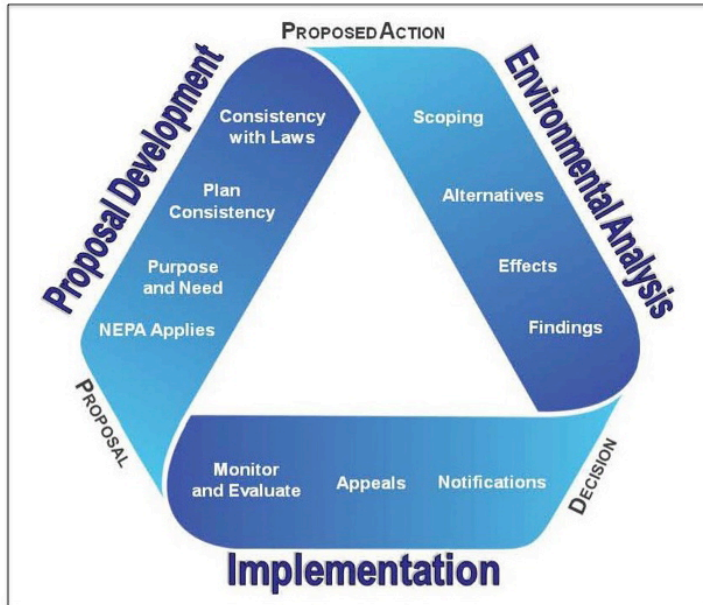 PROPOSED ACTION
Proposal Development
Consistency
with Laws
Plan
Consistency
Purpose
and Need
NEPA Applies
PROPOSAL
Environmental Analysis
Scoping
Alternatives
Effects
Findings
DECISION
Monitor
and Evaluate
Appeals
Notifications
Implementation